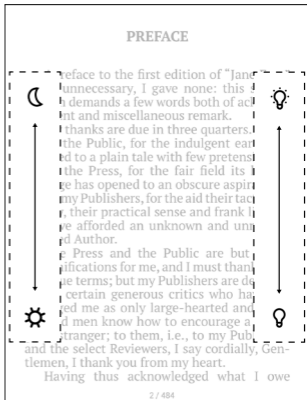 PREFACE
reface to the first edition of “Jane
unnecessary, I gave none: this
demands a few words both of
nt and miscellaneous remark.
thanks are due in three quarters.
the Public, for the indulgent ear
ed to a plain tale with few pretens
the Press, for the fair field its
ge has opened to an obscure aspir
my Publishers, for the aid their tac
, their practical sense and frank l
ve afforded an unknown and un
d Author.
e Press and the Public are but
ifications for me, and I must than
ue terms; but my Publishers are de
certain generous critics who ha
ed me as only large-hearted and
d men know how to encourage a
tranger; to them, i.e., to my Pub
and the select Reviewers, I say cordially, Gen-
tlemen, I thank you from my heart.
Having thus acknowledged what I owe
2 / 484